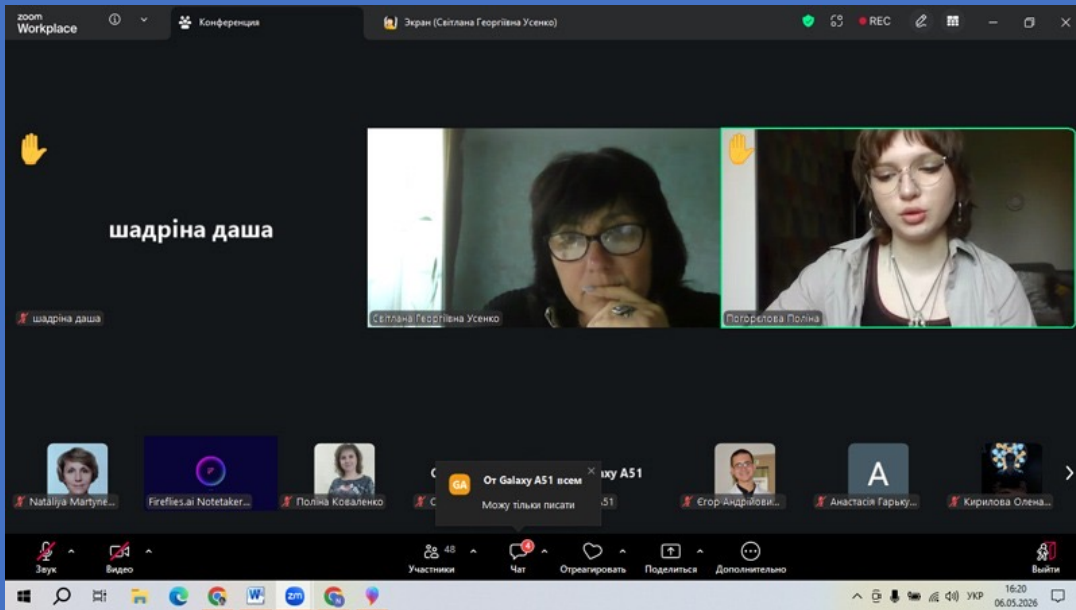 zoom
Workplace
Конференция
Экран (Світлана Георгіївна Усенко)
REC
шадріна даша
шадріна даша
Світлана Георгіївна Усенко
Погорєлова Поліна
Nataliya Martyne...
Fireflies.ai Notetaker...
Поліна Коваленко
Єгор Андрійови...
A
Анастасія Гарьку...
Кирилова Олена...
GA
От Galaxy A51 всем
Можу тільки писати
Звук
Видео
48
Участники
4
Чат
Отреагировать
Поделиться
Дополнительно
Выйти
W
zm
УКР
16:20
06.05.2026